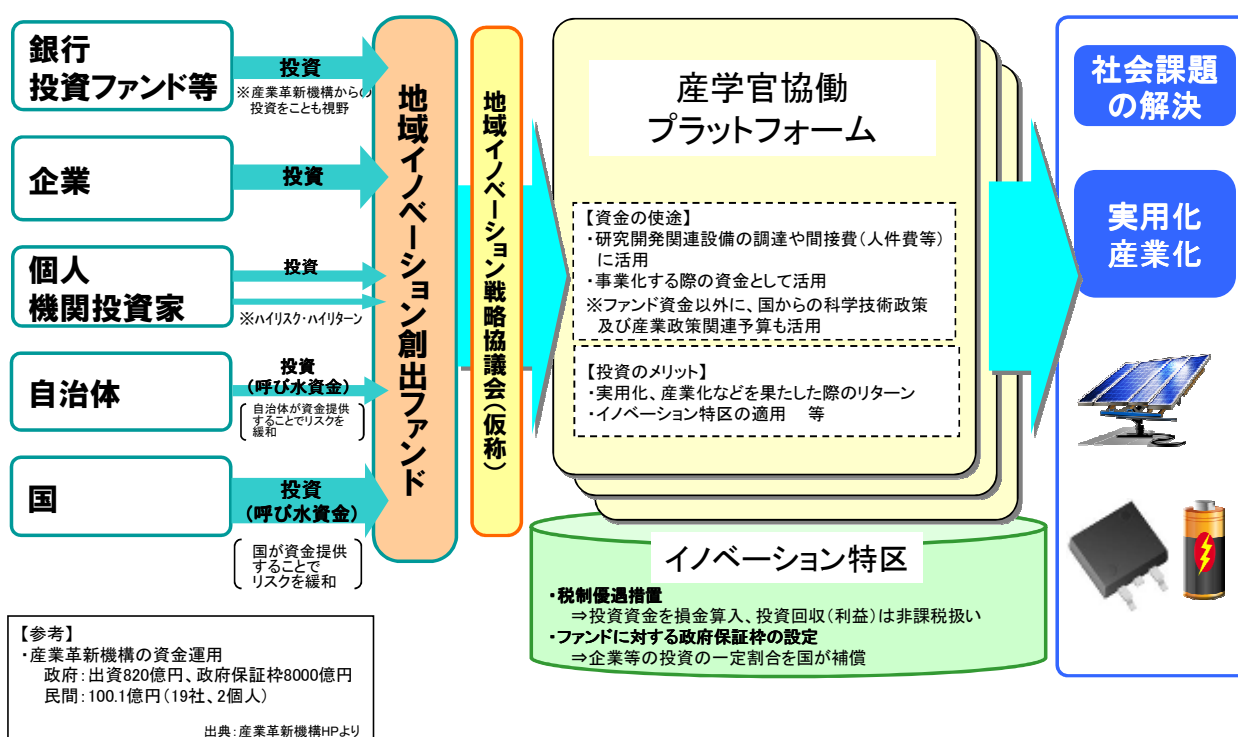 銀行
投資ファンド等
投資
※産業革新機構からの
投資をことも視野
企業
投資
個人
機関投資家
投資
※ハイリスク・ハイリターン
自治体
投資
(呼び水資金)
自治体が資金提供
することでリスクを
緩和
国
投資
(呼び水資金)
国が資金提供
することで
リスクを緩和
地域イノベーション創出ファンド
地域イノベーション戦略協議会(仮称)
産学官協働
プラットフォーム
【資金の使途】
・研究開発関連設備の調達や間接費(人件費等)
に活用
・事業化する際の資金として活用
※ファンド資金以外に、国からの科学技術政策
及び産業政策関連予算も活用
【投資のメリット】
・実用化、産業化などを果たした際のリターン
・イノベーション特区の適用 等
イノベーション特区
・税制優遇措置
⇒投資資金を損金算入、投資回収(利益)は非課税扱い
・ファンドに対する政府保証枠の設定
⇒企業等の投資の一定割合を国が補償
社会課題
の解決
実用化
産業化
【参考】
・産業革新機構の資金運用
政府:出資820億円、政府保証枠8000億円
民間:100.1億円(19社、2個人)
出典:産業革新機構HPより